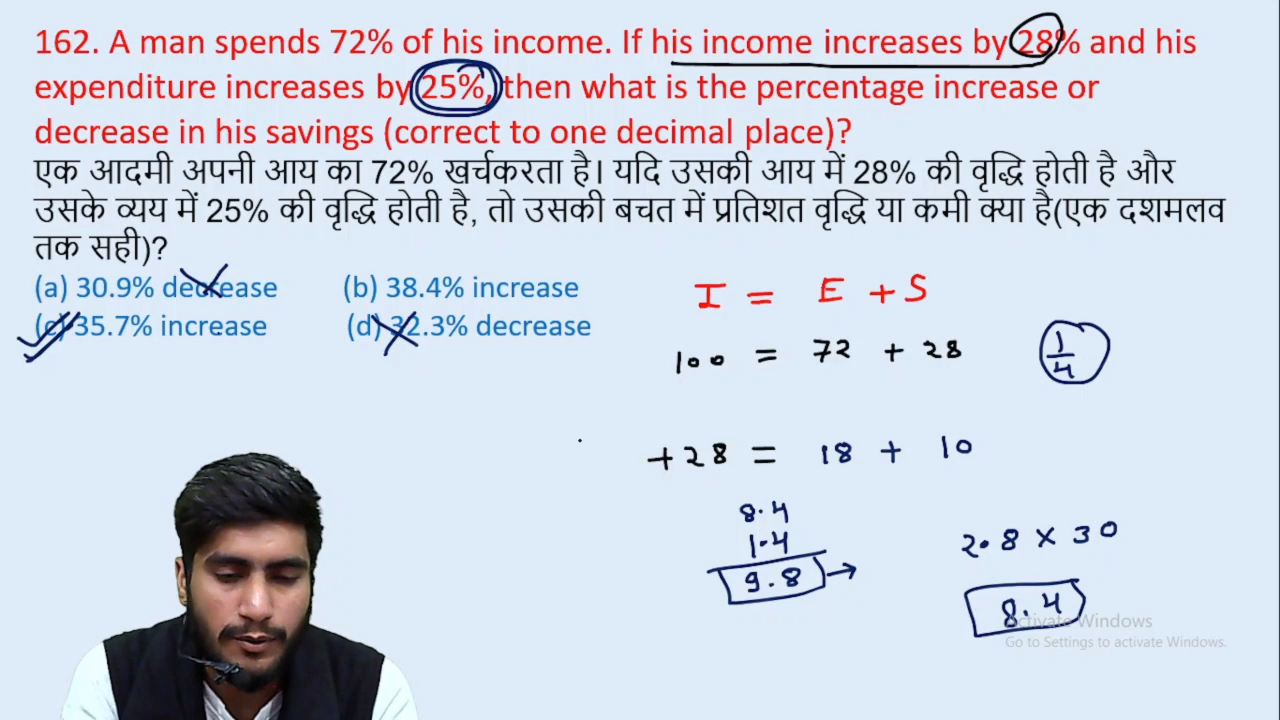 162. A man spends 72% of his income. If his income increases by 28% and his
expenditure increases by 25%, then what is the percentage increase or
decrease in his savings (correct to one decimal place)?
एक आदमी अपनी आय का 72% खर्चकरता है। यदि उसकी आय में 28% की वृद्धि होती है और
उसके व्यय में 25% की वृद्धि होती है, तो उसकी बचत में प्रतिशत वृद्धि या कमी क्या है(एक दशमलव
तक सही)?
(a) 30.9% decrease (b) 38.4% increase
(c) 35.7% increase (d) 32.3% decrease
I = E + S
100 = 72 + 28
1/4
+28 = 18 + 10
8.4
1.4
9.8 →
2.8 × 30
8.4
Activate Windows
Go to Settings to activate Windows.